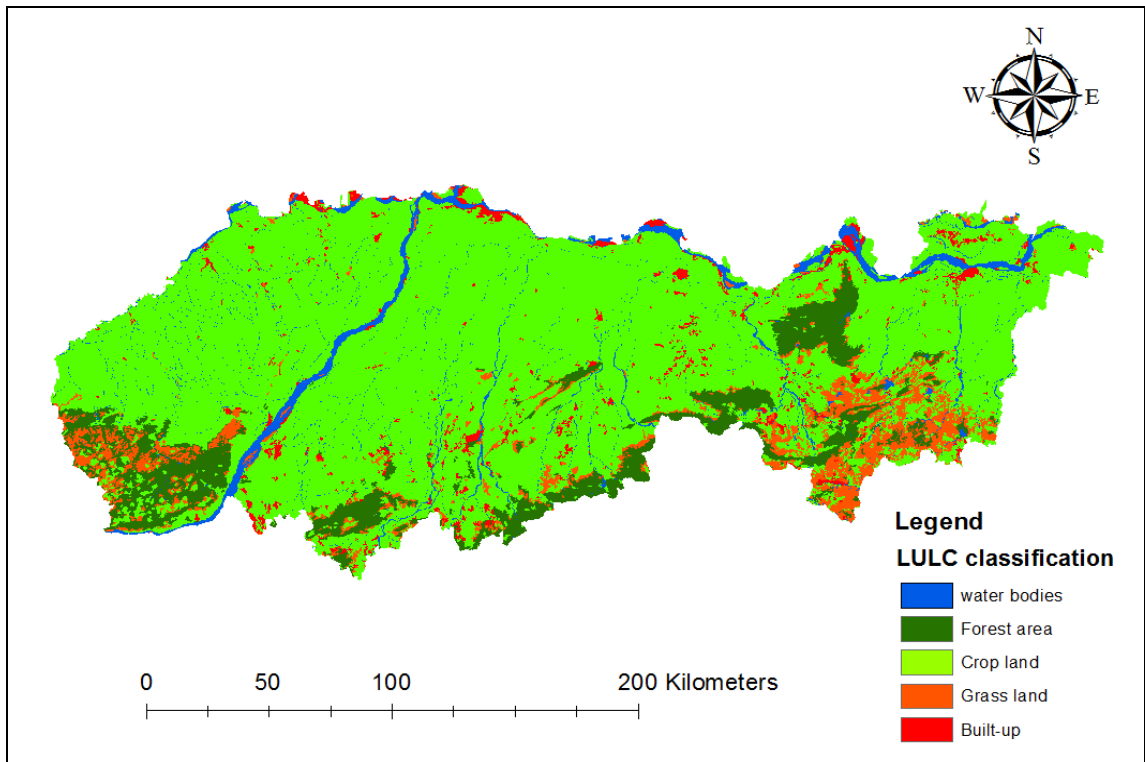 N
W E
S
Legend
LULC classification
water bodies
Forest area
Crop land
Grass land
Built-up
0 50 100 200 Kilometers